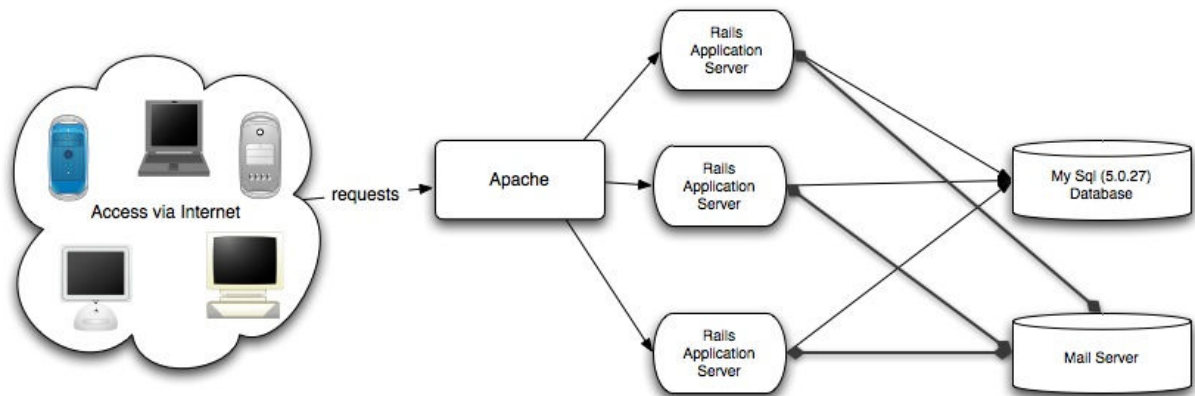 Access via Internet
requests
Apache
Rails
Application
Server
Rails
Application
Server
Rails
Application
Server
My Sql (5.0.27)
Database
Mail Server